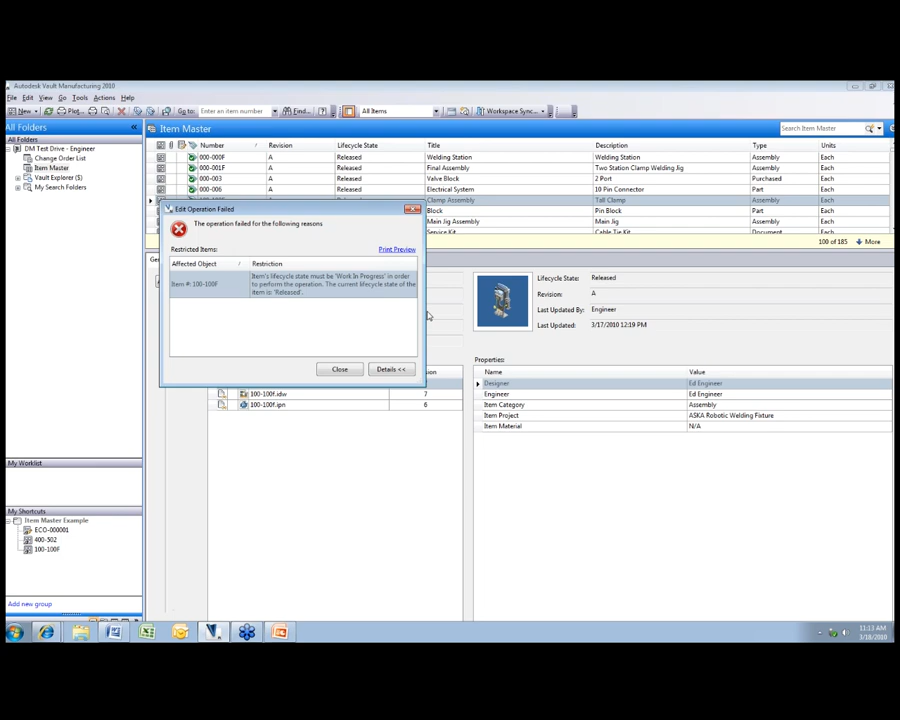 Autodesk Vault Manufacturing 2010
File Edit View Go Tools Actions Help
New Plot... Go to: Enter an item number Find... All Items Workspace Sync...
All Folders
Item Master
Search Item Master
All Folders
DM Test Drive - Engineer
Change Order List
Item Master
Vault Explorer ($)
My Search Folders
Number Revision Lifecycle State Title Description Type Units
000-000F A Released Welding Station Welding Station Assembly Each
000-001F A Released Final Assembly Two Station Clamp Welding Jig Assembly Each
000-003 A Released Valve Block 2 Port Purchased Each
000-006 A Released Electrical System 10 Pin Connector Part Each
Clamp Assembly Tall Clamp Assembly Each
Block Pin Block Part Each
Main Jig Assembly Main Jig Assembly Assembly Each
Service Kit Cable Tie Kit Document Each
100 of 185 More
Edit Operation Failed
The operation failed for the following reasons
Restricted Items:
Print Preview
Affected Object Restriction
Item #: 100-100F
Item's lifecycle state must be 'Work In Progress' in order
to perform the operation. The current lifecycle state of the
item is 'Released'.
Close Details <<
Lifecycle State: Released
Revision: A
Last Updated By: Engineer
Last Updated: 3/17/2010 12:19 PM
Properties:
Name Value
Designer Ed Engineer
Engineer Ed Engineer
Item Category Assembly
Item Project ASKA Robotic Welding Fixture
Item Material N/A
100-100f.idw 7
100-100f.ipn 6
My Worklist
My Shortcuts
Item Master Example
ECO-000001
400-502
100-100F
Add new group
11:13 AM
3/18/2010